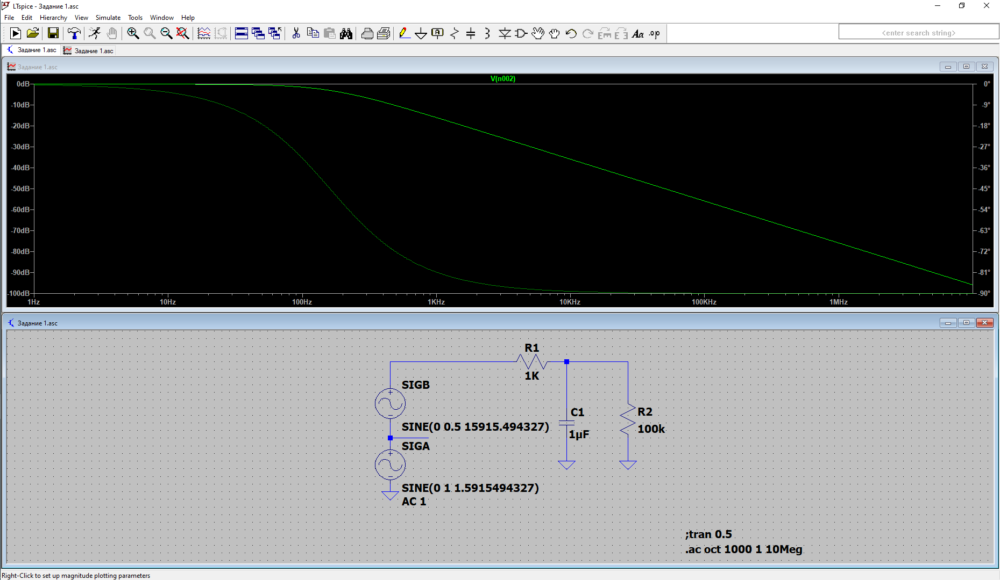 LTspice - Задание 1.asc
File Edit Hierarchy View Simulate Tools Window Help
.op
<enter search string>
Задание 1.asc Задание 1.asc
Задание 1.asc
V(n002)
0dB 0°
-10dB -9°
-20dB -18°
-30dB -27°
-40dB -36°
-50dB -45°
-60dB -54°
-70dB -63°
-80dB -72°
-90dB -81°
-100dB -90°
1Hz 10Hz 100Hz 1KHz 10KHz 100KHz 1MHz
Задание 1.asc
R1
1K
SIGB
SINE(0 0.5 15915.494327)
C1
1µF
R2
100k
SIGA
SINE(0 1 1.5915494327)
AC 1
;tran 0.5
.ac oct 1000 1 10Meg
Right-Click to set up magnitude plotting parameters